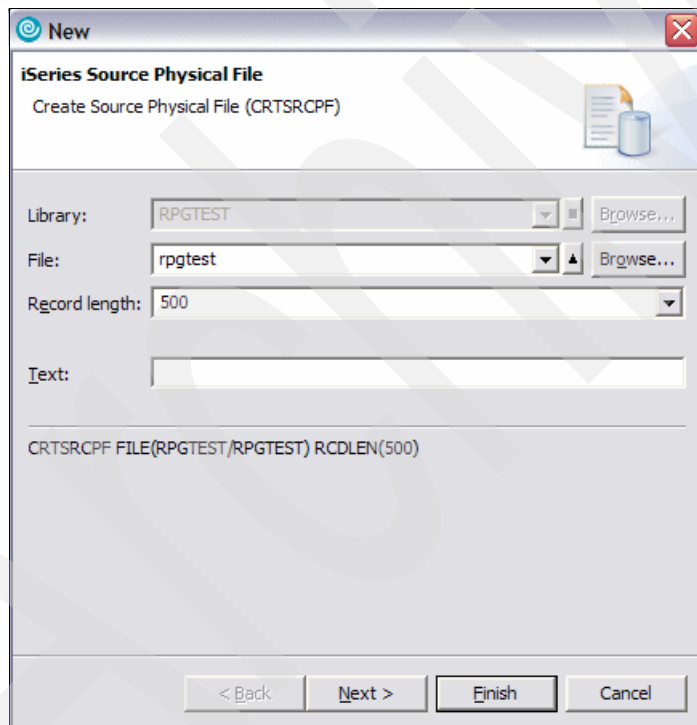 New
iSeries Source Physical File
Create Source Physical File (CRTSRCPF)
Library: RPGTEST Browse...
File: rpgtest Browse...
Record length: 500
Text:
CRTSRCPF FILE(RPGTEST/RPGTEST) RCDLEN(500)
< Back Next > Finish Cancel